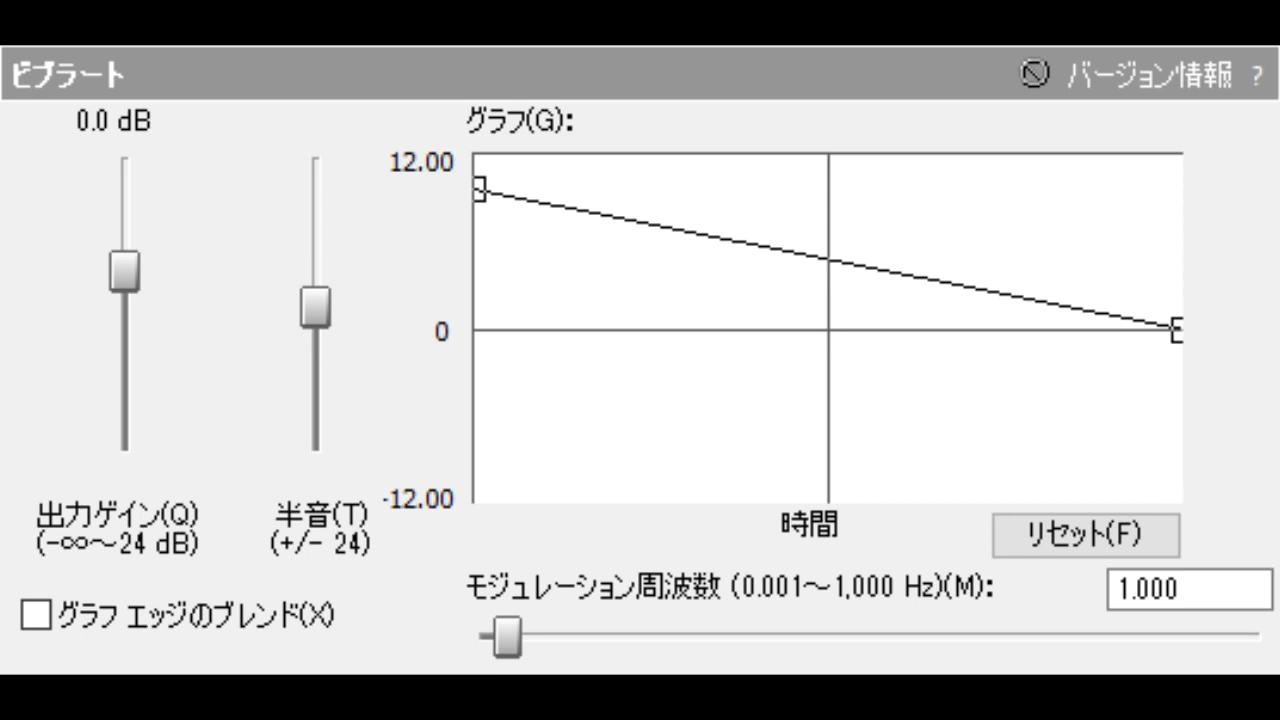 ビブラート
バージョン情報 ?
0.0 dB
グラフ(G):
12.00
0
-12.00
出力ゲイン(Q)
(-∞～24 dB)
半音(T)
(+/- 24)
時間
リセット(F)
モジュレーション周波数 (0.001～1,000 Hz)(M):
1.000
グラフ エッジのブレンド(X)